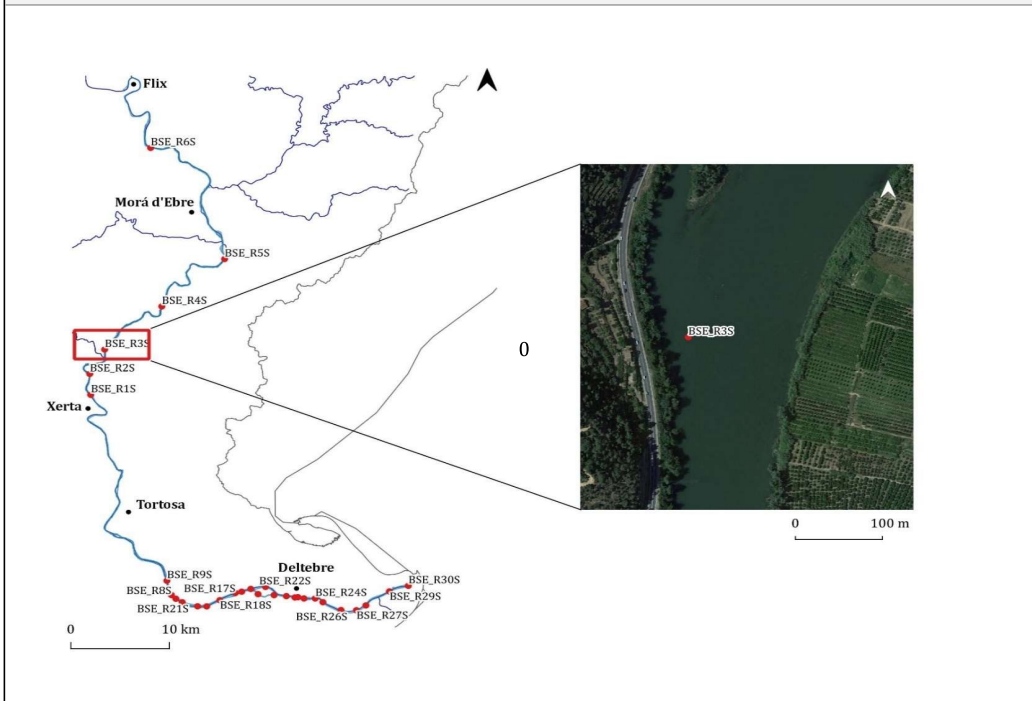 Flix
BSE_R6S
Morá d'Ebre
BSE_R5S
BSE_R4S
BSE_R3S
BSE_R3S
0
BSE_R2S
BSE_R1S
Xerta
Tortosa
0
100 m
Deltebre
BSE_R9S
BSE_R22S
BSE_R30S
BSE_R8S
BSE_R17S
BSE_R24S
BSE_R29S
BSE_R21S
BSE_R18S
BSE_R26S
BSE_R27S
0
10 km